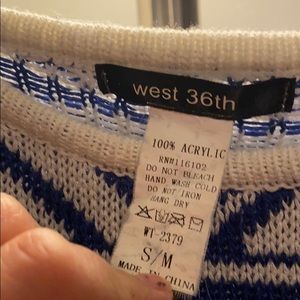 west 36th
100% ACRYLIC
RN#116102
DO NOT BLEACH
HAND WASH COLD
DO NOT IRON
HANG DRY
WT-2379
S/M
MADE IN CHINA